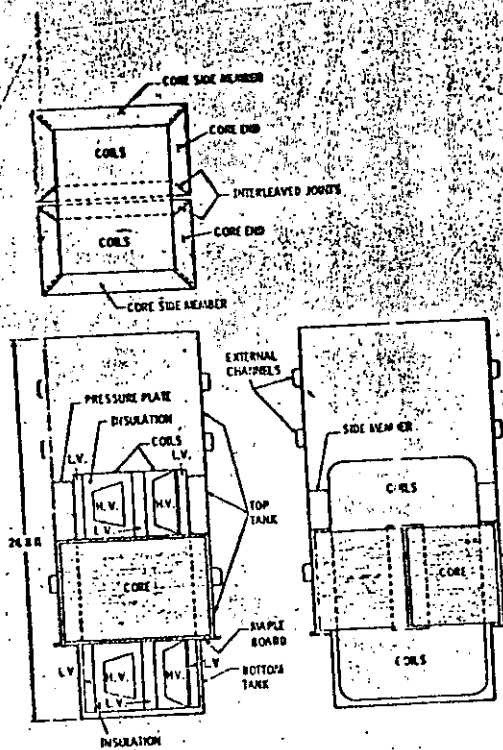 CORE SIDE MEMBER
CORE END
COILS
INTERLEAVED JOINTS
COILS
CORE END
CORE SIDE MEMBER
EXTERNAL
CHANNELS
PRESSURE PLATE
INSULATION
COILS
L.V.
L.V.
SIDE MEMBER
COILS
H.V.
H.V.
L.V.
TOP
TANK
CORE
CORE
MAPLE
BOARD
L.V.
H.V.
H.V.
L.V.
BOTTOM
TANK
COILS
L.V.
INSULATION